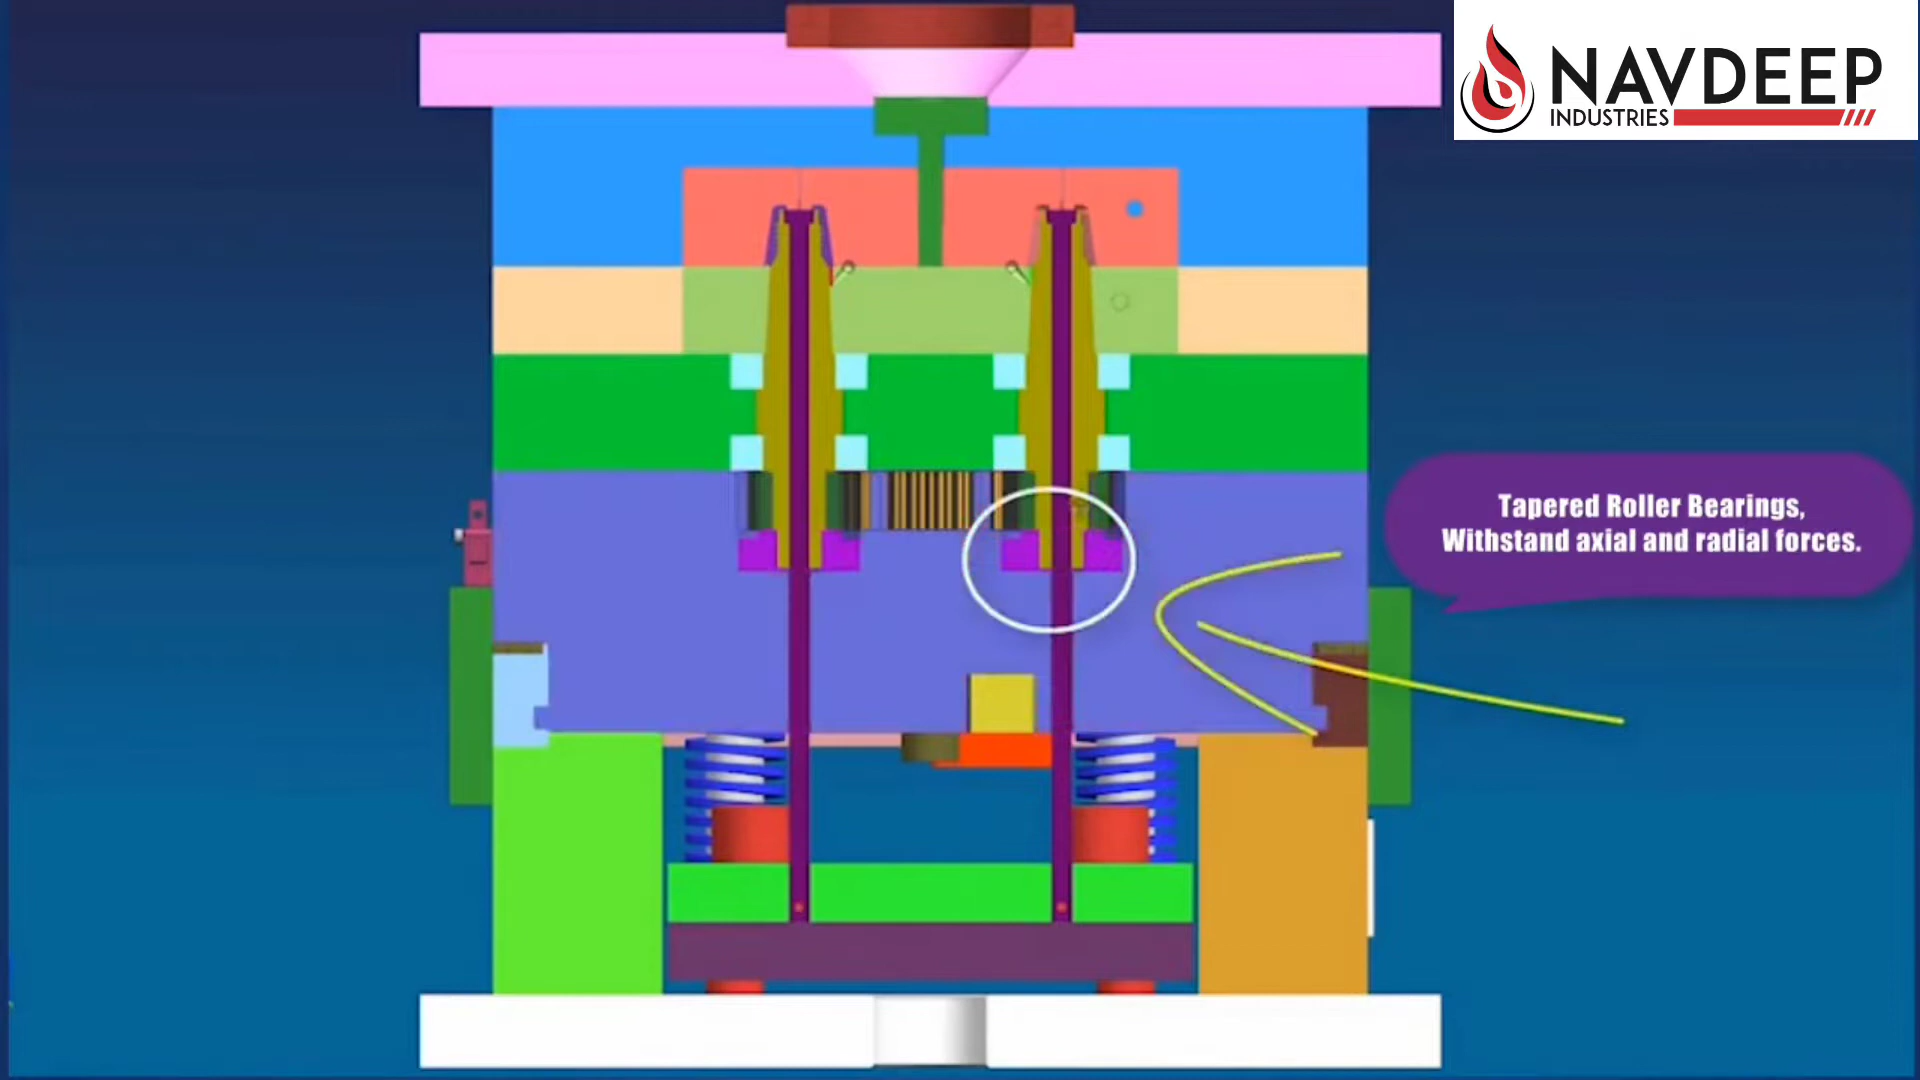 NAVDEEP
INDUSTRIES
Tapered Roller Bearings,
Withstand axial and radial forces.